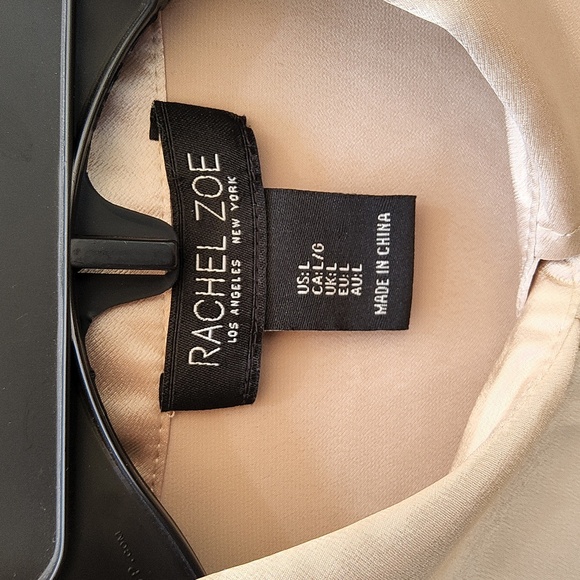 RACHEL ZOE
LOS ANGELES NEW YORK
US:L
CA:L/G
UK:L
EU:L
AU:L
MADE IN CHINA